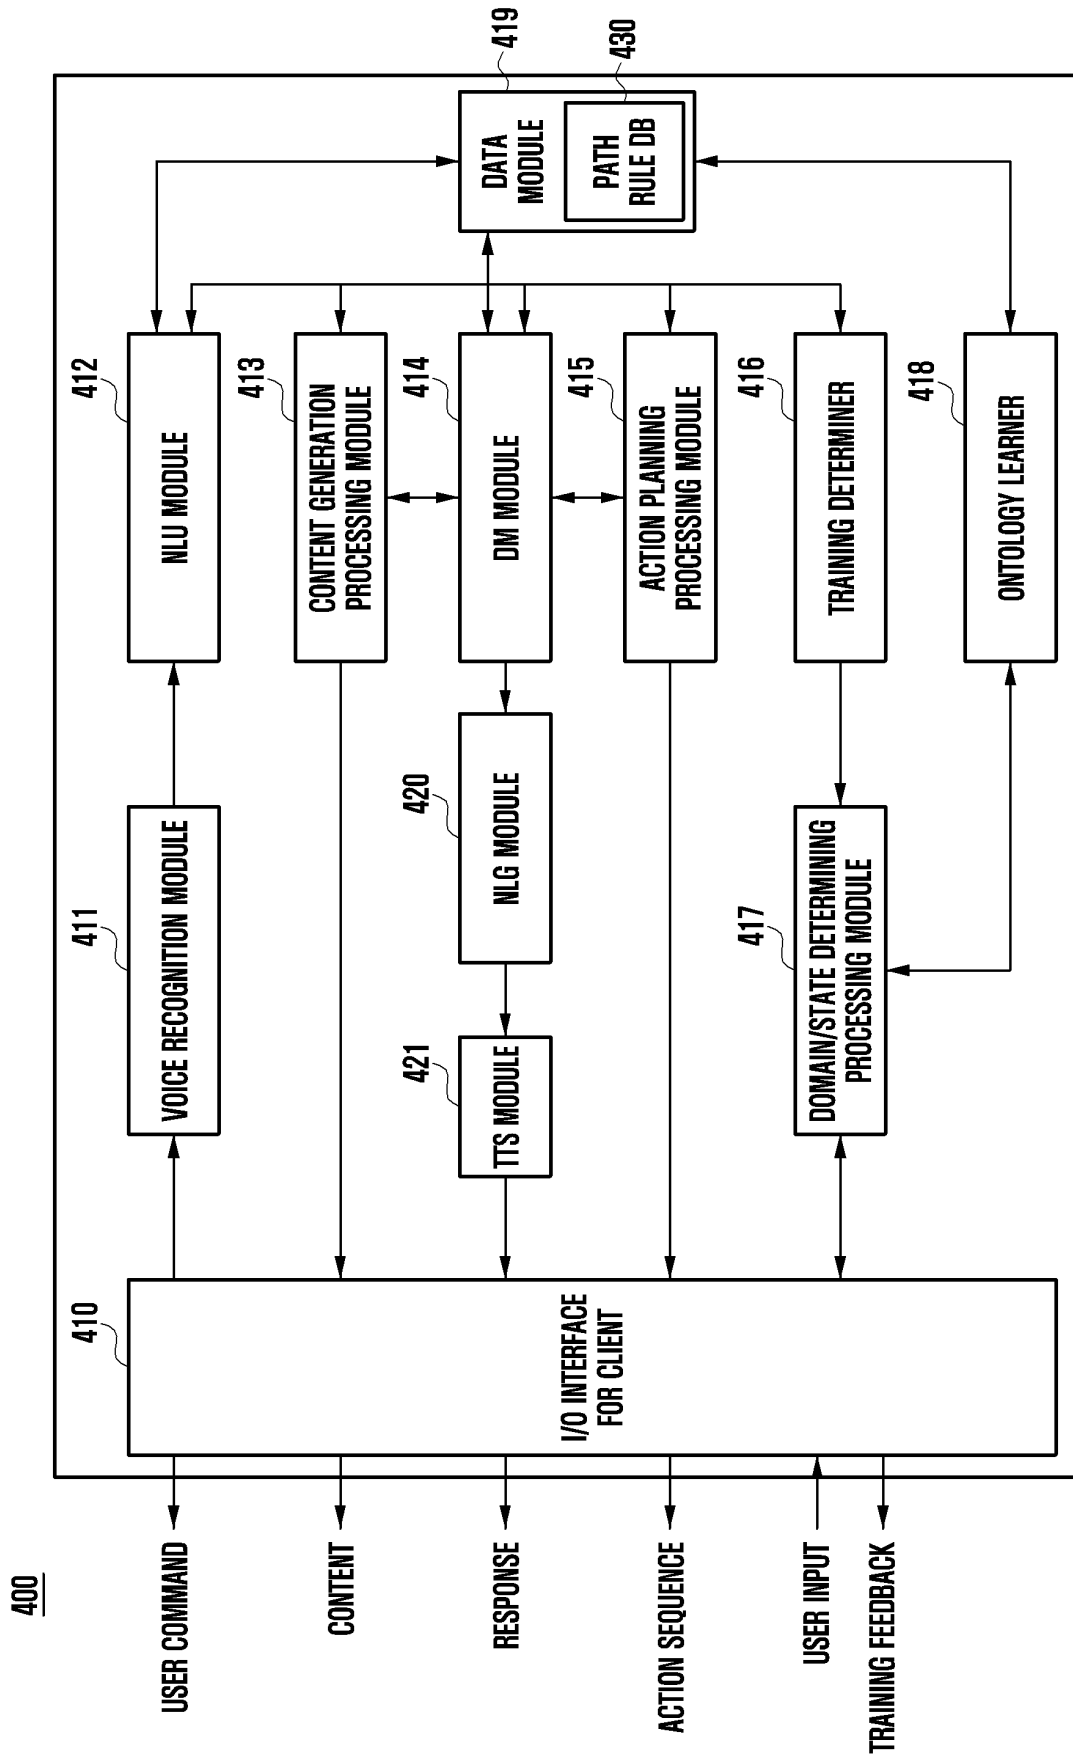 400
USER COMMAND
CONTENT
RESPONSE
ACTION SEQUENCE
USER INPUT
TRAINING FEEDBACK
410
I/O INTERFACE
FOR CLIENT
411
VOICE RECOGNITION MODULE
412
NLU MODULE
413
CONTENT GENERATION
PROCESSING MODULE
421
TTS MODULE
420
NLG MODULE
414
DM MODULE
415
ACTION PLANNING
PROCESSING MODULE
417
DOMAIN/STATE DETERMINING
PROCESSING MODULE
416
TRAINING DETERMINER
418
ONTOLOGY LEARNER
419
DATA
MODULE
430
PATH
RULE DB